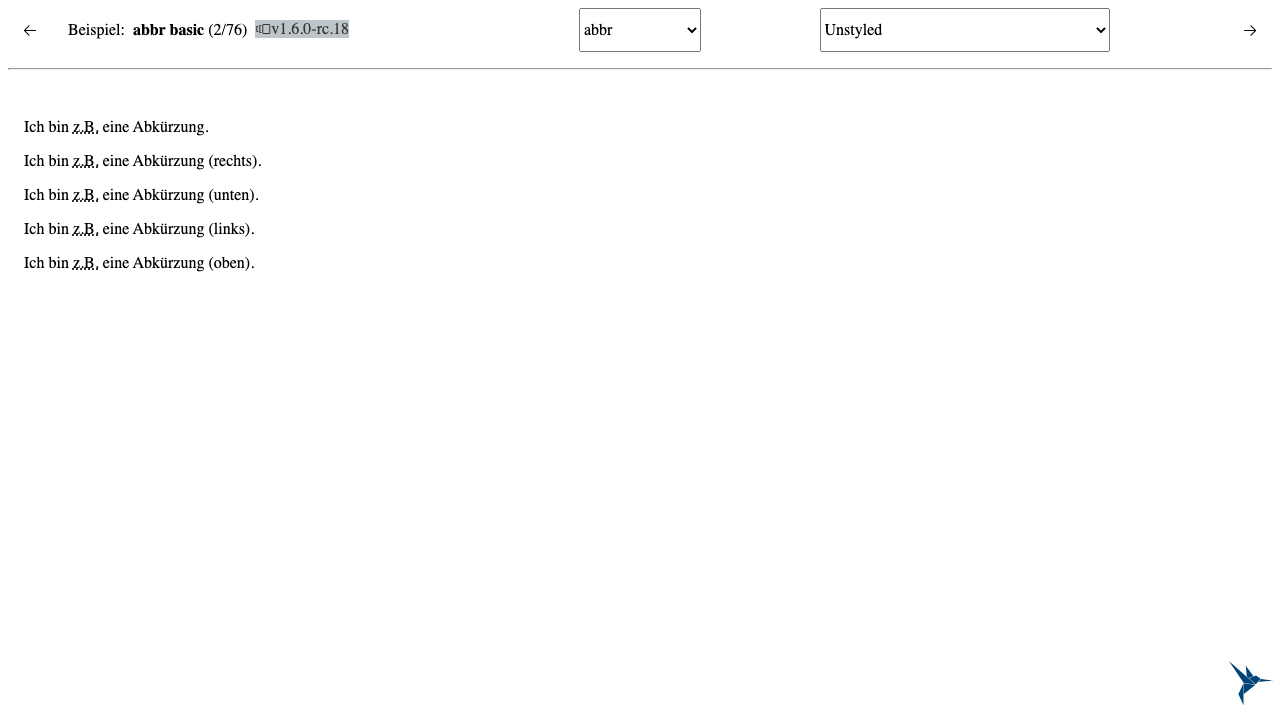 ← Beispiel: abbr basic (2/76) v1.6.0-rc.18 abbr Unstyled →
Ich bin z.B. eine Abkürzung.
Ich bin z.B. eine Abkürzung (rechts).
Ich bin z.B. eine Abkürzung (unten).
Ich bin z.B. eine Abkürzung (links).
Ich bin z.B. eine Abkürzung (oben).